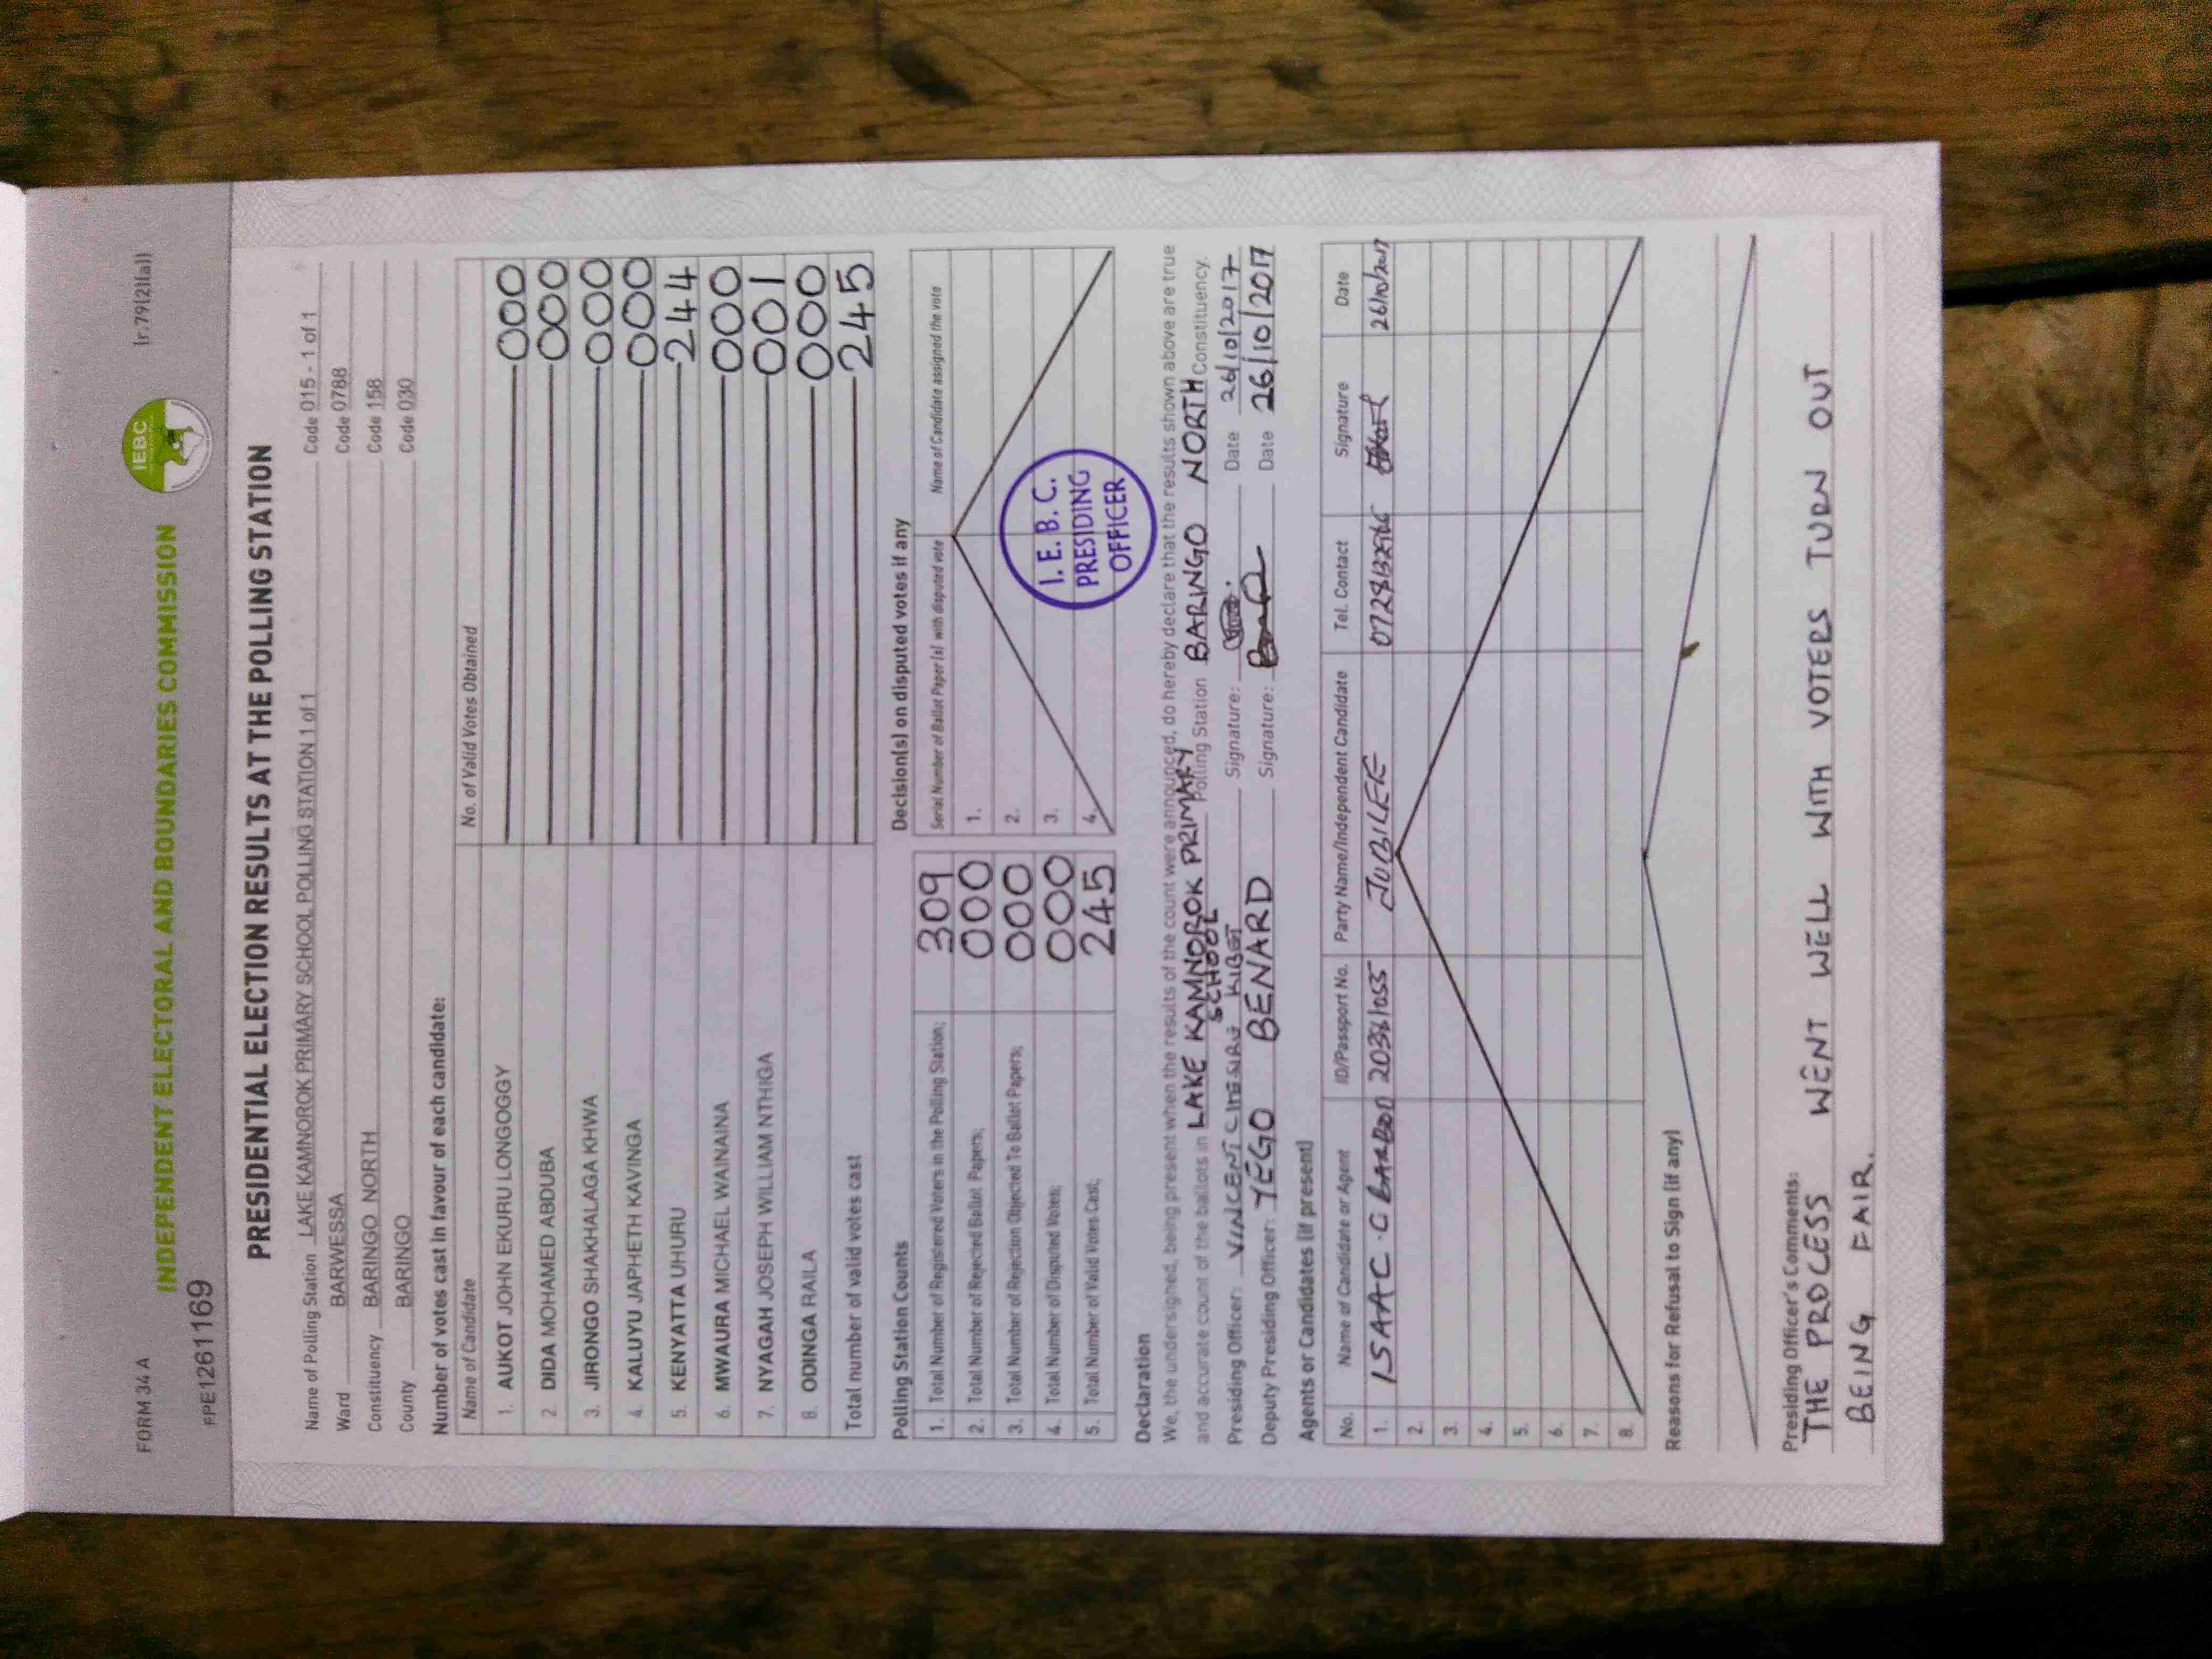 FORM 34 A
(r.79(2)(a))
INDEPENDENT ELECTORAL AND BOUNDARIES COMMISSION
IEBC
PPE1261169
PRESIDENTIAL ELECTION RESULTS AT THE POLLING STATION
Name of Polling Station LAKE KAMNOROK PRIMARY SCHOOL POLLING STATION 1 of 1 Code 015 - 1 of 1
Ward BARWESSA Code 0788
Constituency BARINGO NORTH Code 158
County BARINGO Code 030
Number of votes cast in favour of each candidate:
Name of Candidate No. of Valid Votes Obtained
1. AUKOT JOHN EKURU LONGOGGY 000
2. DIDA MOHAMED ABDUBA 000
3. JIRONGO SHAKHALAGA KHWA 000
4. KALUYU JAPHETH KAVINGA 000
5. KENYATTA UHURU 244
6. MWAURA MICHAEL WAINAINA 000
7. NYAGAH JOSEPH WILLIAM NTHIGA 001
8. ODINGA RAILA 000
Total number of valid votes cast 245
Polling Station Counts
1. Total Number of Registered Voters in the Polling Station; 309
2. Total Number of Rejected Ballot Papers; 000
3. Total Number of Rejection Objected To Ballot Papers; 000
4. Total Number of Disputed Votes; 000
5. Total Number of Valid Votes Cast; 245
Decision(s) on disputed votes if any
Serial Number of Ballot Paper (s) with disputed vote Name of Candidate assigned the vote
1.
2.
3.
4.
I. E. B. C.
PRESIDING
OFFICER
Declaration
We, the undersigned, being present when the results of the count were announced, do hereby declare that the results shown above are true
and accurate count of the ballots in LAKE KAMNOROK PRIMARY SCHOOL Polling Station BARINGO NORTH Constituency.
Presiding Officer: VINCENT KIBET Signature: Date 26/10/2017
Deputy Presiding Officer: YEGO BENARD Signature: Date 26/10/2017
Agents or Candidates (if present)
No. Name of Candidate or Agent ID/Passport No. Party Name/Independent Candidate Tel. Contact Signature Date
1. ISAAC C JUBILEE 26/10/2017
2.
3.
4.
5.
6.
7.
8.
Reasons for Refusal to Sign (if any)
Presiding Officer's Comments:
THE PROCESS WENT WELL WITH VOTERS TURN OUT
BEING FAIR.